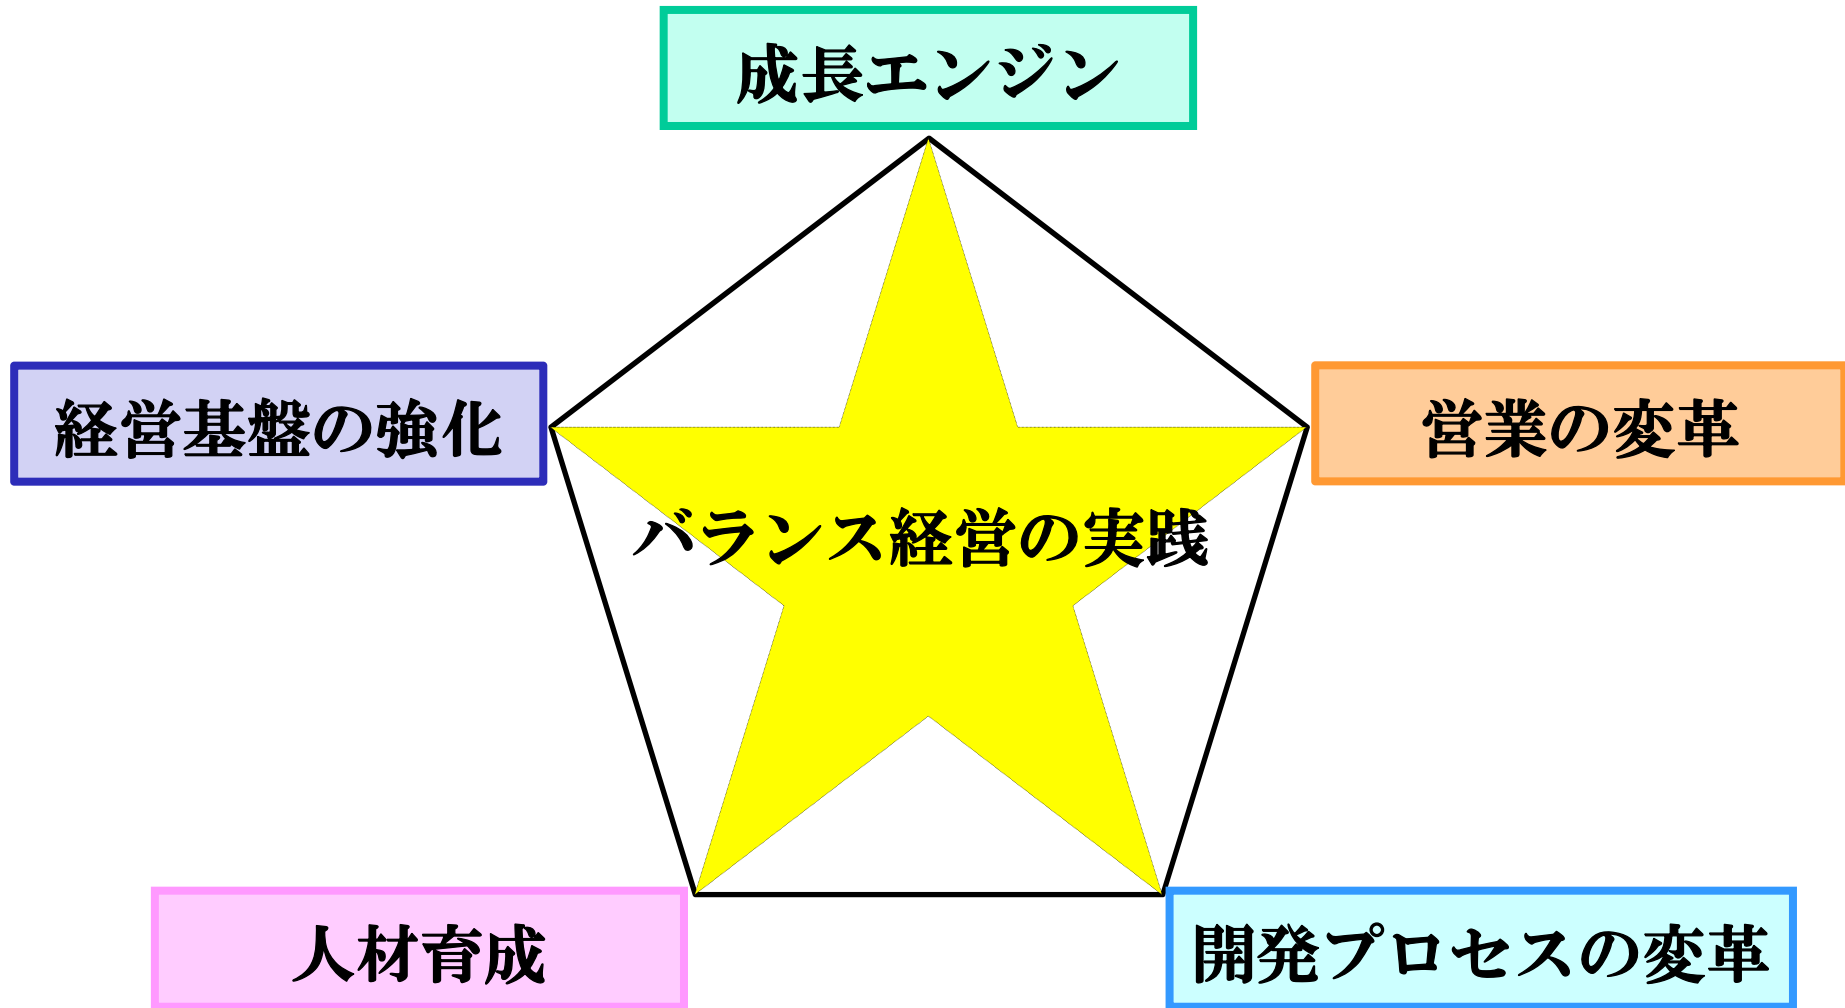 成長エンジン
経営基盤の強化
営業の変革
バランス経営の実践
人材育成
開発プロセスの変革